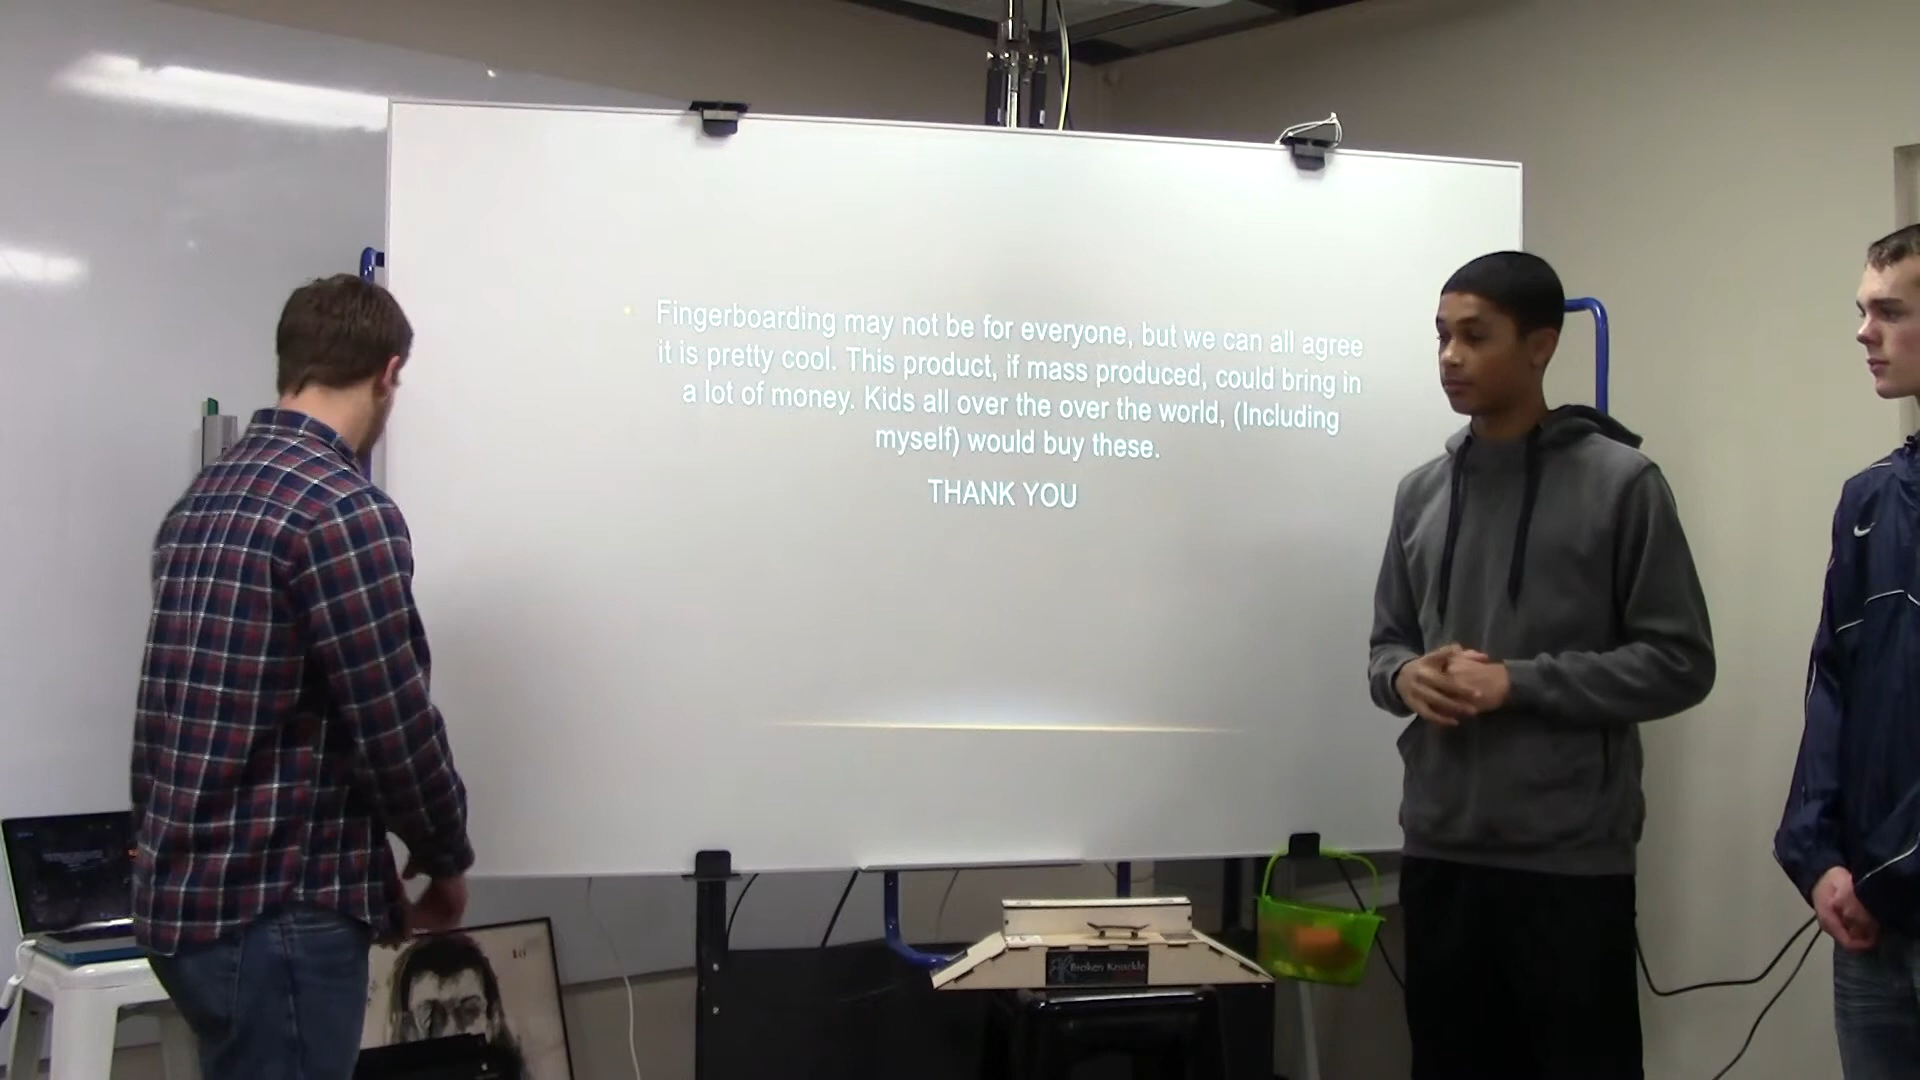 Fingerboarding may not be for everyone, but we can all agree
it is pretty cool. This product, if mass produced, could bring in
a lot of money. Kids all over the over the world, (Including
myself) would buy these.
THANK YOU
Broken Knuckle